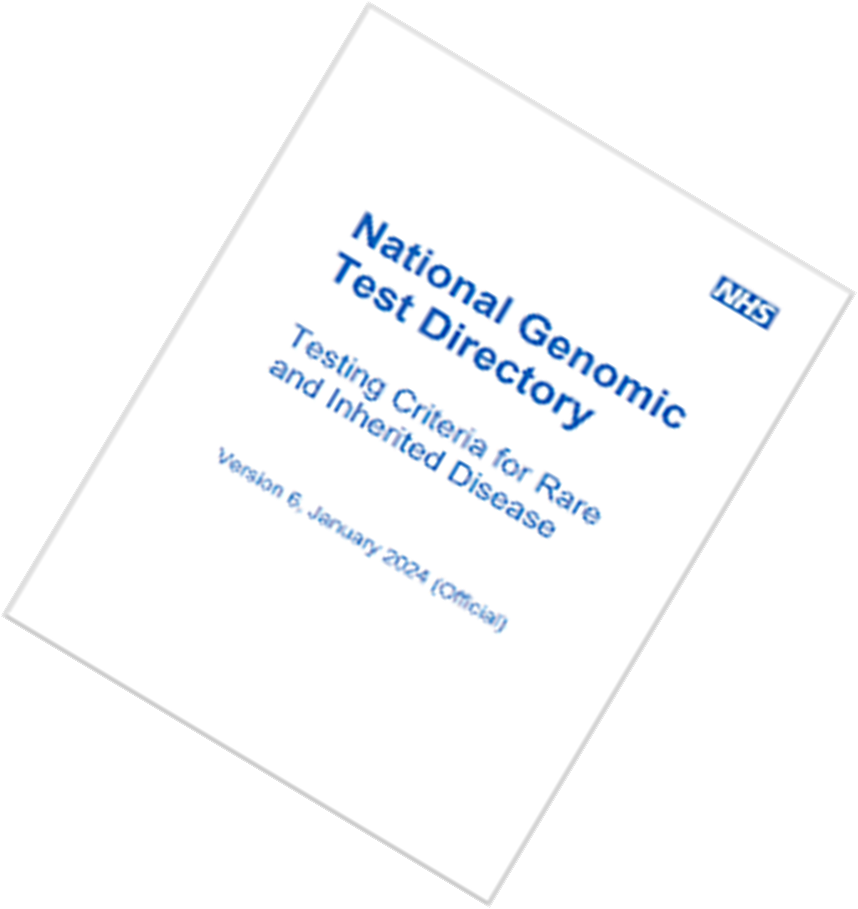 NHS
National Genomic
Test Directory
Testing Criteria for Rare
and Inherited Disease
Version 6, January 2024 (Official)